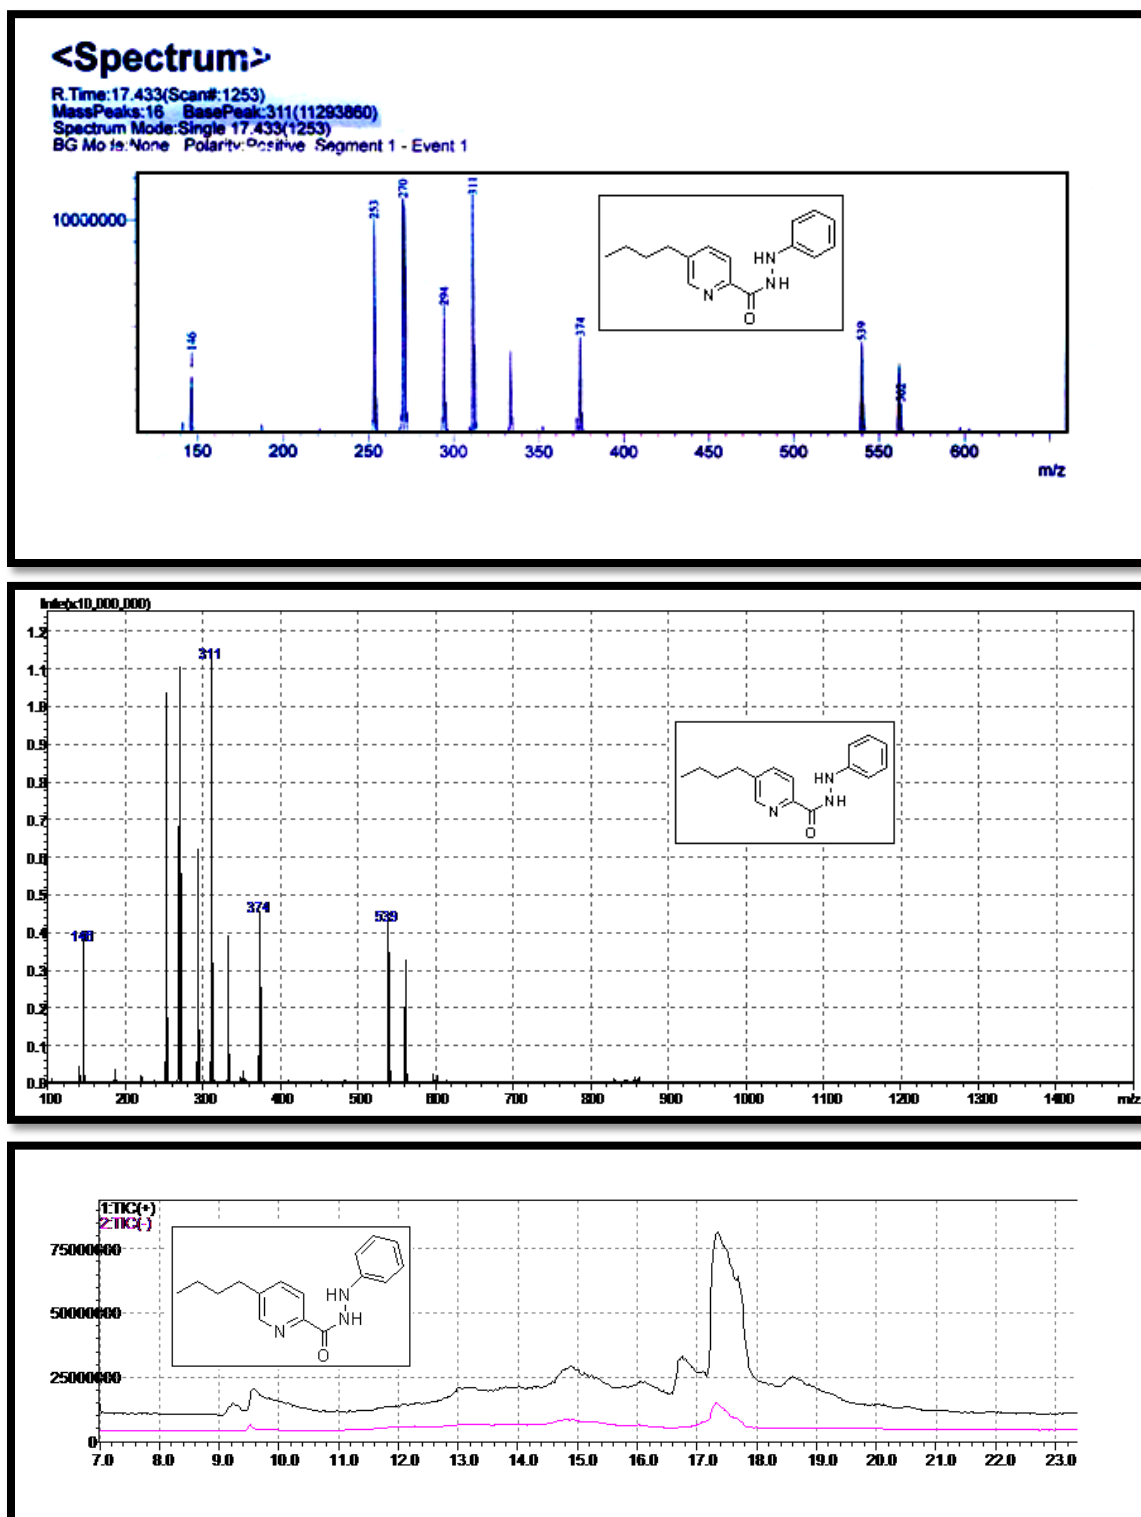 <Spectrum>
R.Time:17.433(Scan#:1253)
MassPeaks:16 BasePeak:311(11293860)
Spectrum Mode:Single 17.433(1253)
BG Mode:None Polarity:Positive Segment 1 - Event 1
10000000
146
253
270
294
311
374
539
562
HN
NH
N
O
150 200 250 300 350 400 450 500 550 600
m/z
Inte.(x10,000,000)
1.2
1.1
1.0
0.9
0.8
0.7
0.6
0.5
0.4
0.3
0.2
0.1
0.0
146
311
374
539
HN
NH
N
O
100 200 300 400 500 600 700 800 900 1000 1100 1200 1300 1400 m/z
1:TIC(+)
2:TIC(-)
75000000
50000000
25000000
0
HN
NH
N
O
7.0 8.0 9.0 10.0 11.0 12.0 13.0 14.0 15.0 16.0 17.0 18.0 19.0 20.0 21.0 22.0 23.0